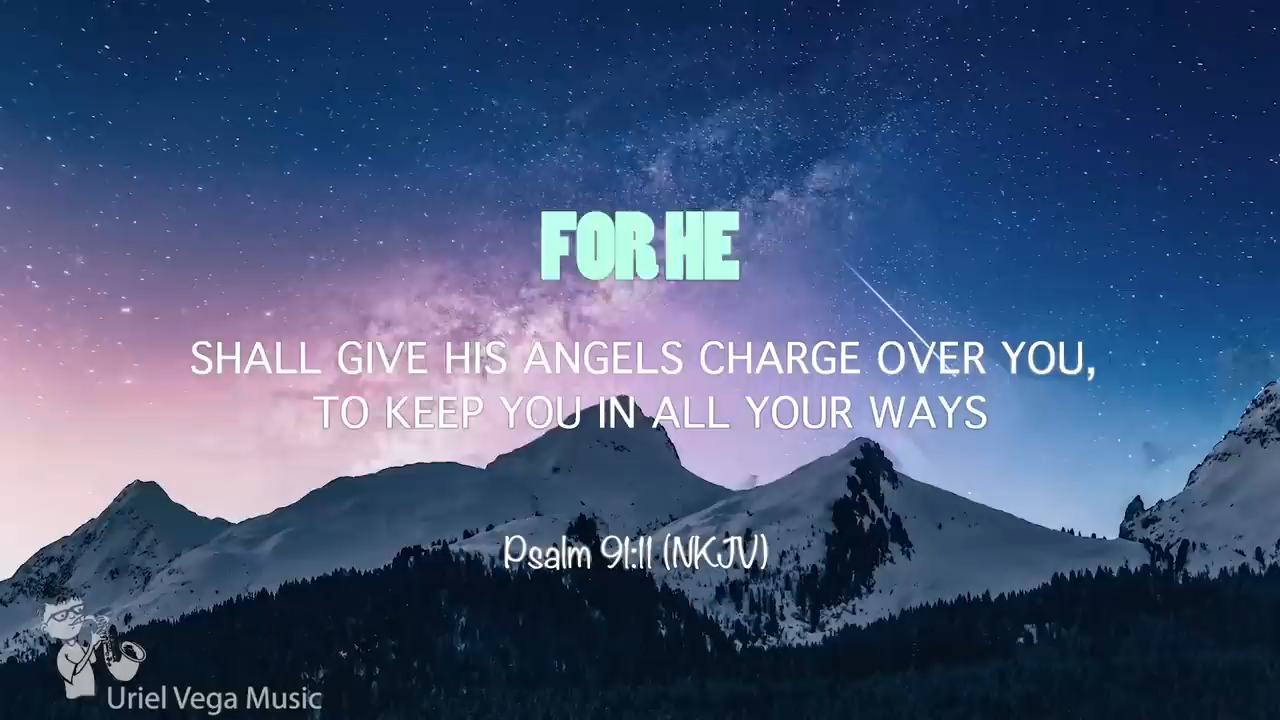 FOR HE
SHALL GIVE HIS ANGELS CHARGE OVER YOU,
TO KEEP YOU IN ALL YOUR WAYS
Psalm 91:11 (NKJV)
Uriel Vega Music